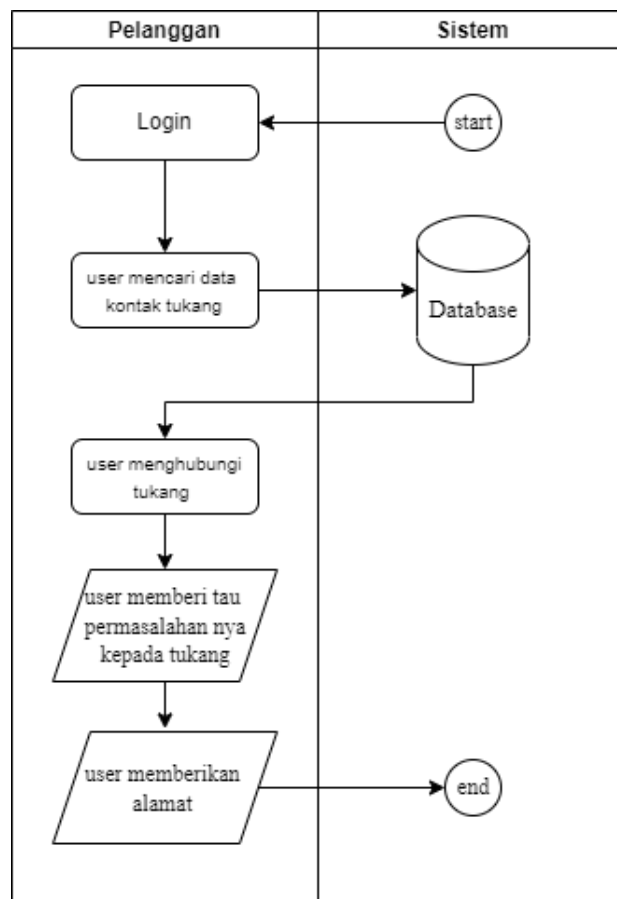 Pelanggan
Sistem
Login
start
user mencari data
kontak tukang
Database
user menghubungi
tukang
user memberi tau
permasalahan nya
kepada tukang
user memberikan
alamat
end